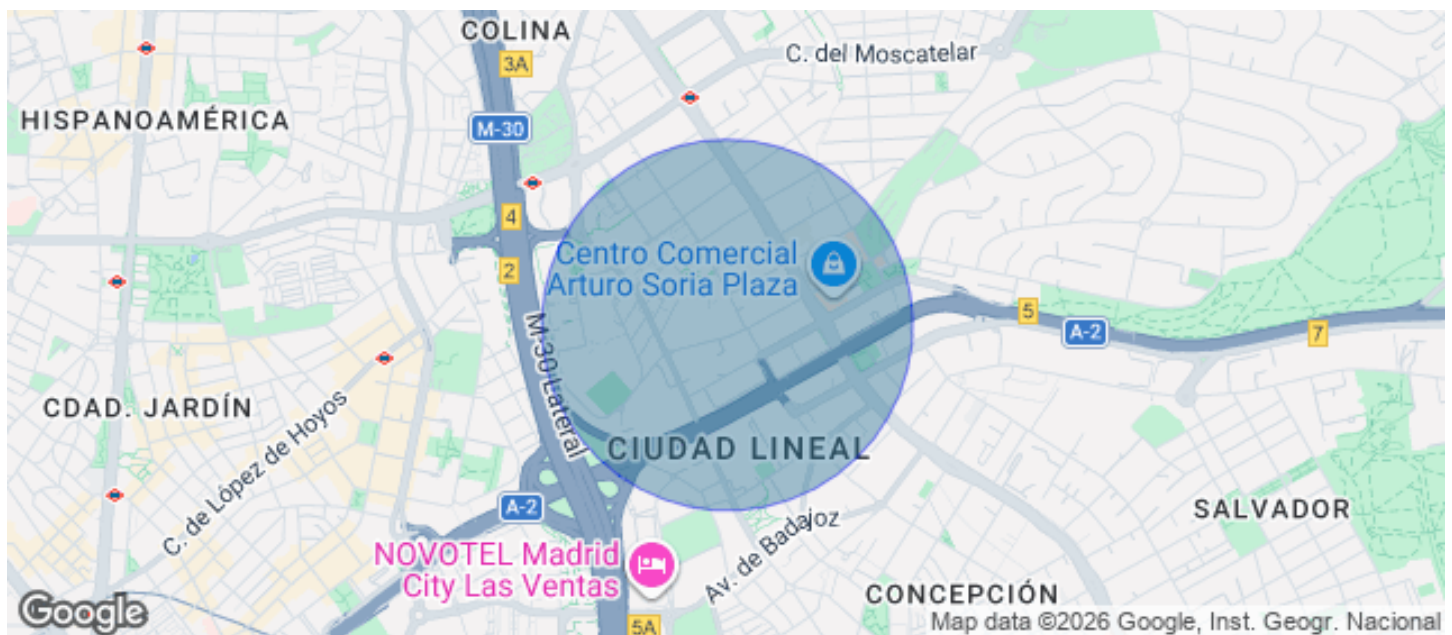 COLINA
3A
C. del Moscatelar
HISPANOAMÉRICA
M-30
4
2
Centro Comercial
Arturo Soria Plaza
5
A-2
7
M-30 Lateral
CDAD. JARDÍN
C. de López de Hoyos
CIUDAD LINEAL
A-2
SALVADOR
NOVOTEL Madrid
City Las Ventas
Av. de Badajoz
CONCEPCIÓN
5A
Google
Map data ©2026 Google, Inst. Geogr. Nacional